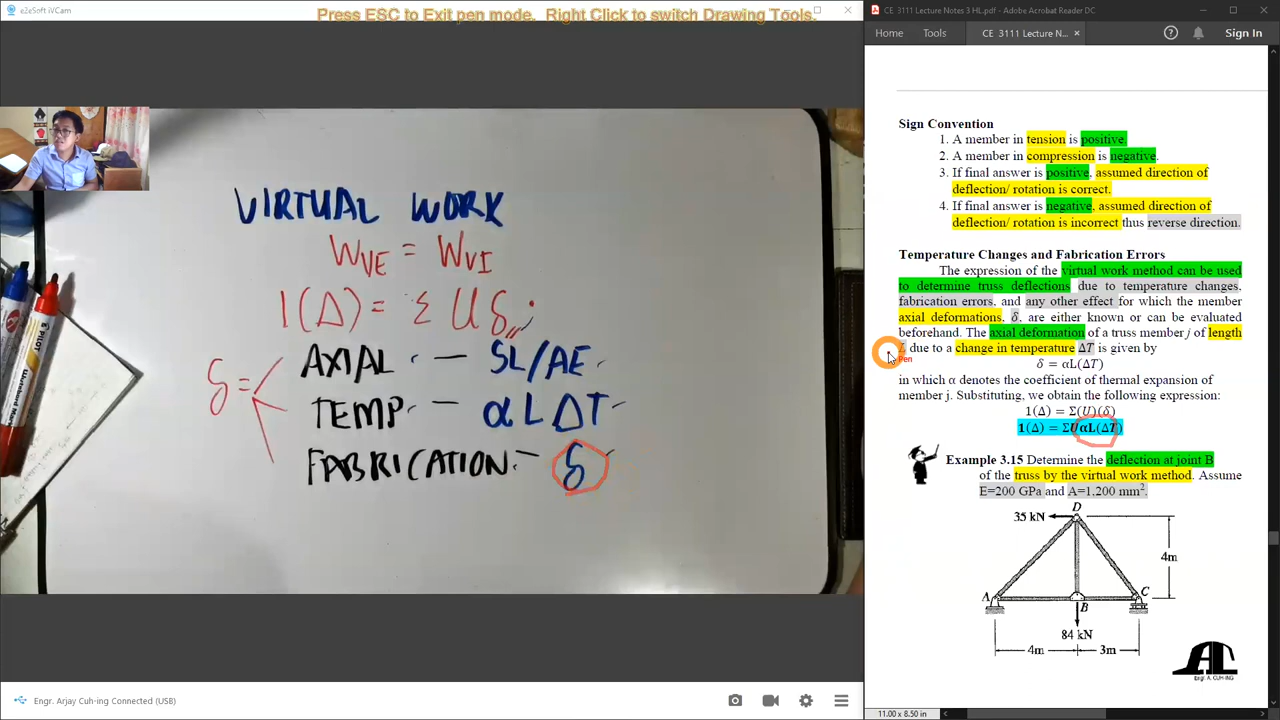 e2eSoft iVCam
Press ESC to Exit pen mode. Right Click to switch Drawing Tools.
VIRTUAL WORK
WVE = WVI
1(Δ) = Σ U δ
δ =
AXIAL — SL/AE
TEMP. — αLΔT
FABRICATION. — δ
Engr. Arjay Cuh-ing Connected (USB)
CE 3111 Lecture Notes 3 HL.pdf - Adobe Acrobat Reader DC
Home Tools CE 3111 Lecture N... × Sign In
Sign Convention
1. A member in tension is positive.
2. A member in compression is negative.
3. If final answer is positive, assumed direction of
deflection/ rotation is correct.
4. If final answer is negative, assumed direction of
deflection/ rotation is incorrect thus reverse direction.
Temperature Changes and Fabrication Errors
The expression of the virtual work method can be used
to determine truss deflections due to temperature changes,
fabrication errors, and any other effect for which the member
axial deformations, δ, are either known or can be evaluated
beforehand. The axial deformation of a truss member j of length
L due to a change in temperature ΔT is given by
Pen
δ = αL(ΔT)
in which α denotes the coefficient of thermal expansion of
member j. Substituting, we obtain the following expression:
1(Δ) = Σ(U)(δ)
1(Δ) = ΣUαL(ΔT)
Example 3.15 Determine the deflection at joint B
of the truss by the virtual work method. Assume
E=200 GPa and A=1,200 mm².
D
35 kN
4m
A
C
B
84 kN
4m 3m
Engr. A. CUH-ING
11.00 x 8.50 in